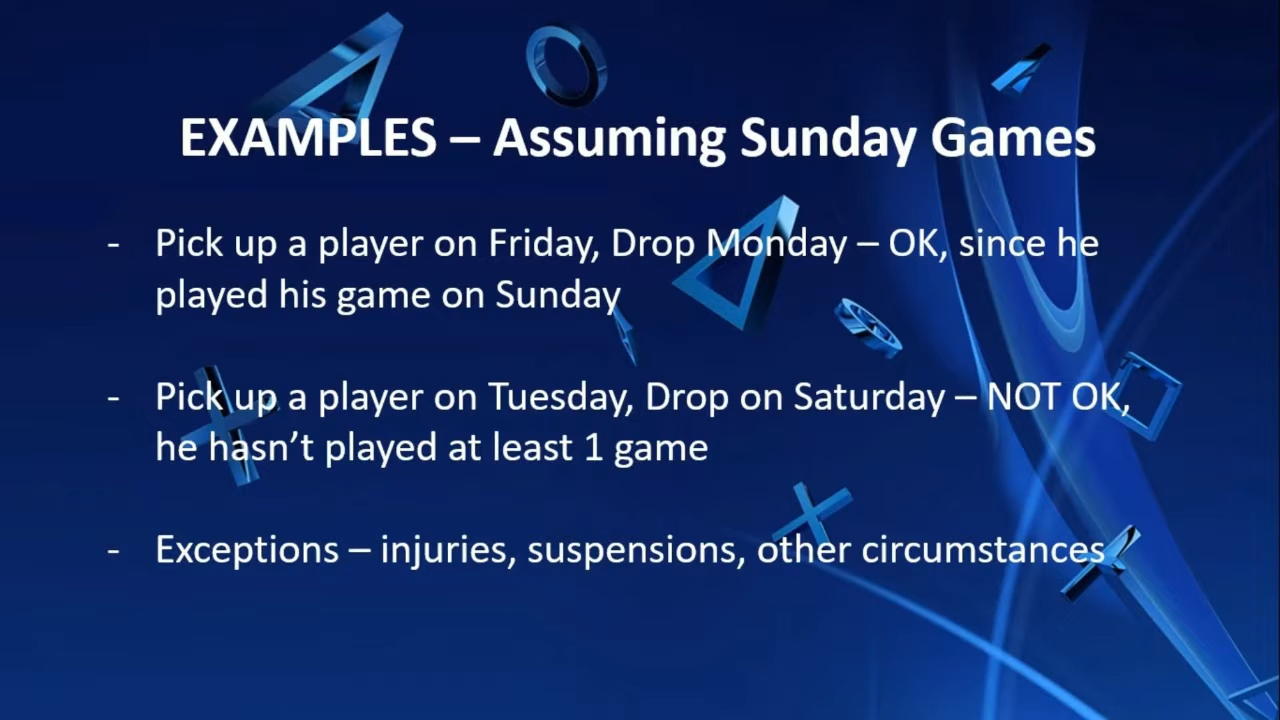 EXAMPLES – Assuming Sunday Games
- Pick up a player on Friday, Drop Monday – OK, since he
played his game on Sunday
- Pick up a player on Tuesday, Drop on Saturday – NOT OK,
he hasn’t played at least 1 game
- Exceptions – injuries, suspensions, other circumstances